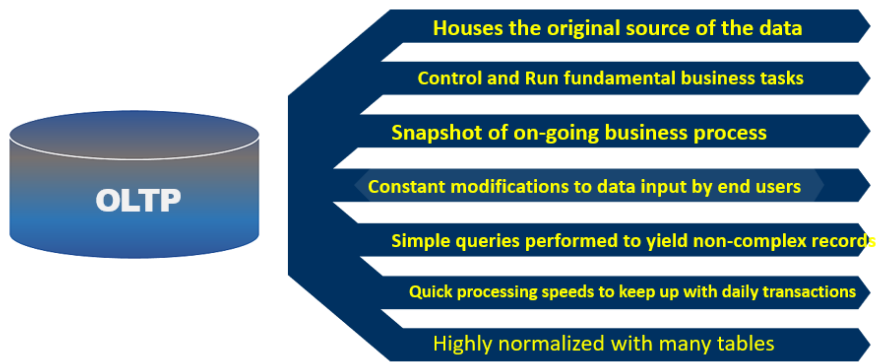 Houses the original source of the data
Control and Run fundamental business tasks
Snapshot of on-going business process
OLTP
Constant modifications to data input by end users
Simple queries performed to yield non-complex records
Quick processing speeds to keep up with daily transactions
Highly normalized with many tables